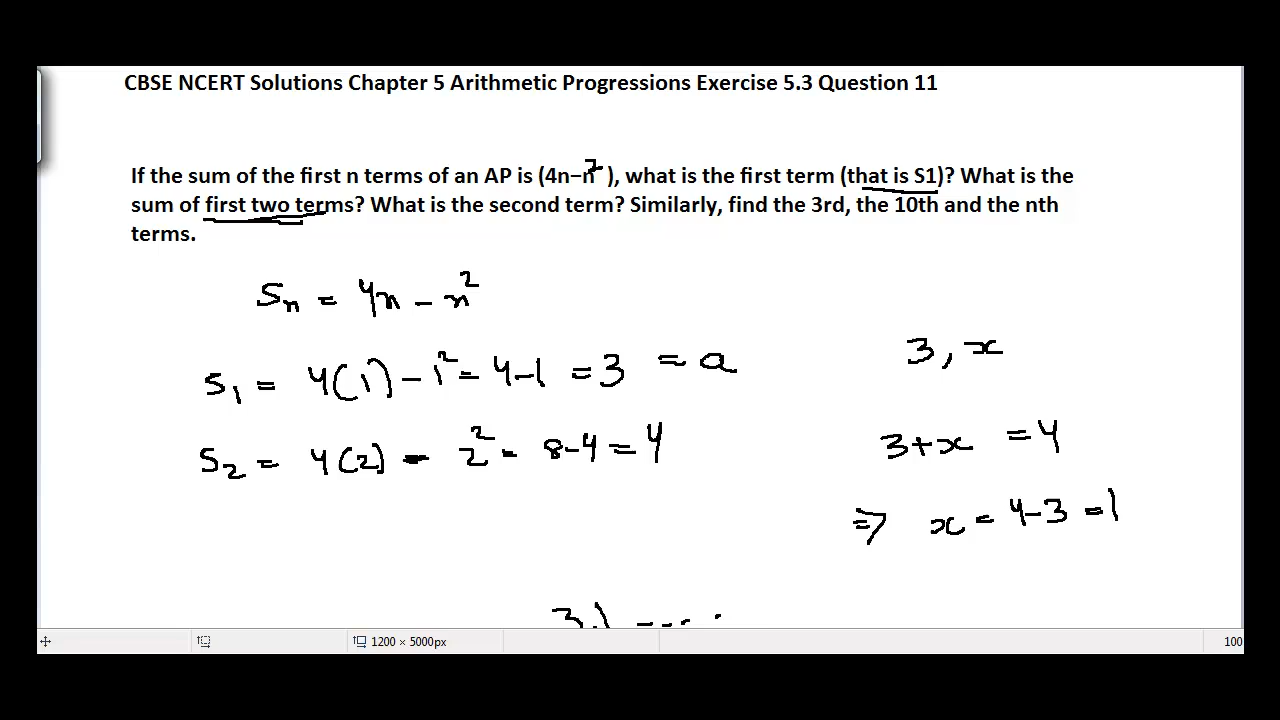 CBSE NCERT Solutions Chapter 5 Arithmetic Progressions Exercise 5.3 Question 11
If the sum of the first n terms of an AP is (4n−n²), what is the first term (that is S1)? What is the
sum of first two terms? What is the second term? Similarly, find the 3rd, the 10th and the nth
terms.
Sn = 4n − n²
S1 = 4(1) − 1² = 4−1 = 3 = a
3, x
S2 = 4(2) − 2² = 8−4 = 4
3+x = 4
⇒ x = 4−3 = 1
3, 1 ----.
1200 × 5000px
100